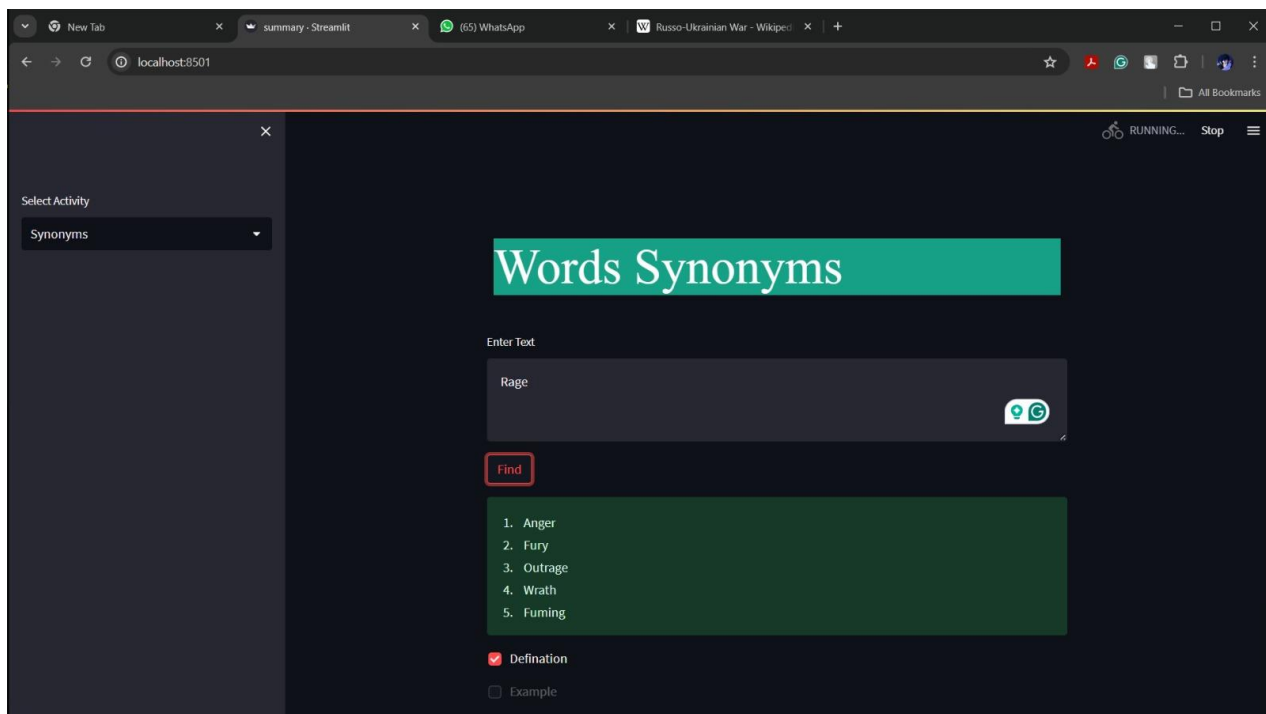 New Tab
summary · Streamlit
(65) WhatsApp
W Russo-Ukrainian War - Wikiped
localhost:8501
All Bookmarks
RUNNING... Stop
Select Activity
Synonyms
Words Synonyms
Enter Text
Rage
Find
1. Anger
2. Fury
3. Outrage
4. Wrath
5. Fuming
Defination
Example